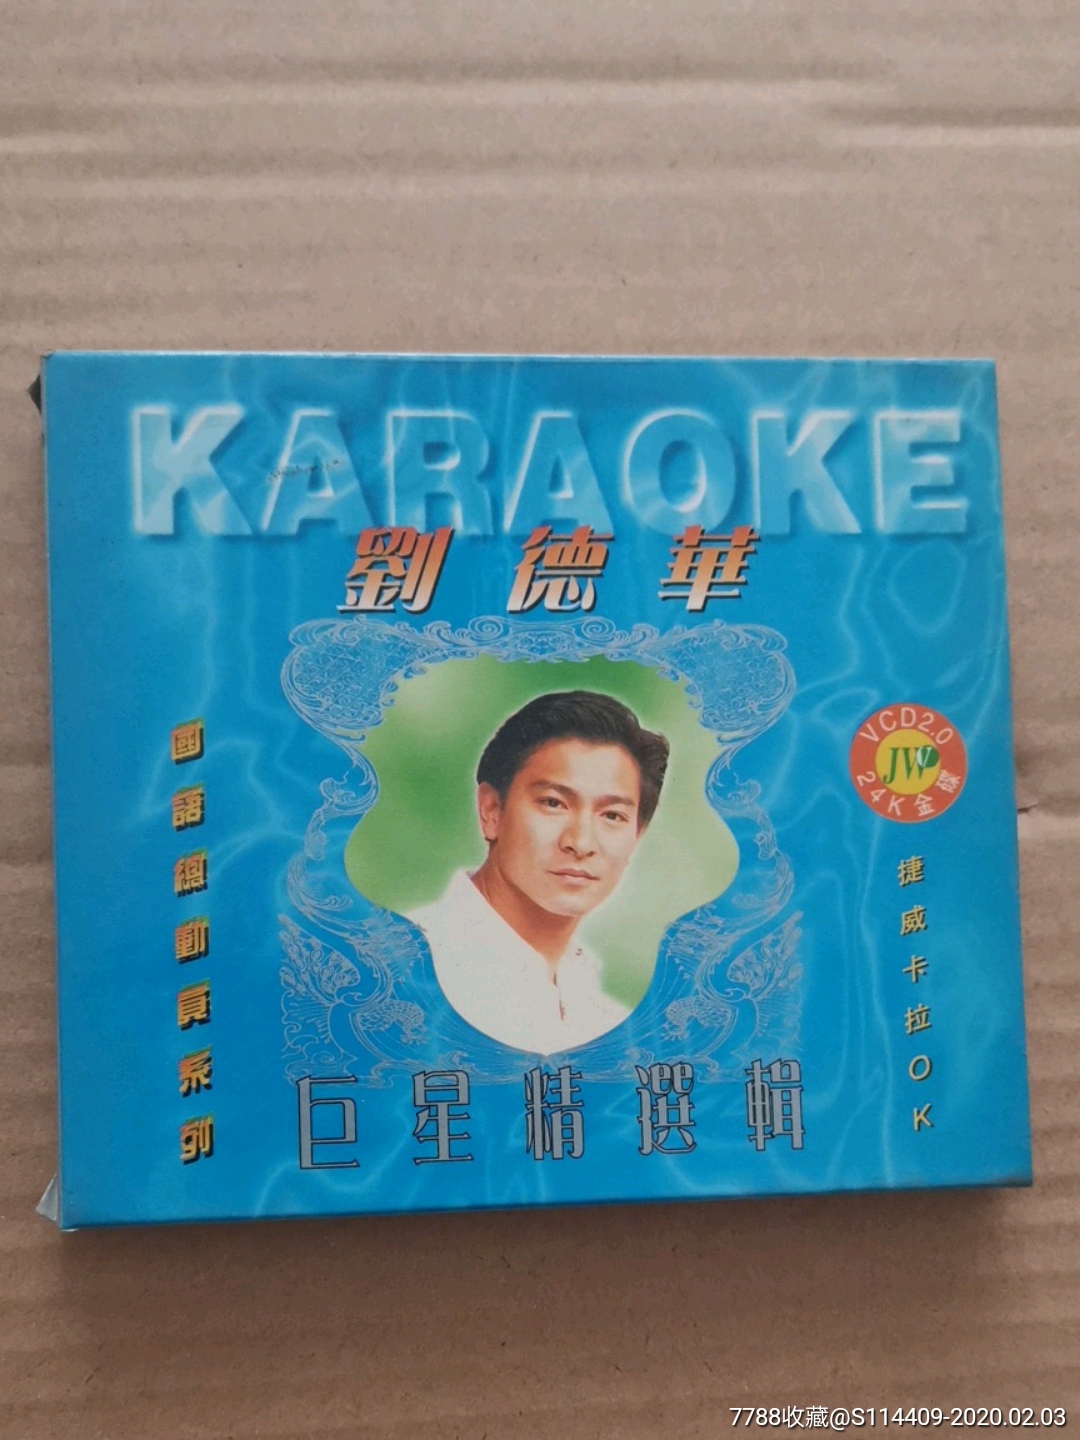 KARAOKE
劉德華
國語總動員系列
VCD2.0
JW
24K金碟
捷威卡拉OK
巨星精選輯
7788收藏@S114409-2020.02.03